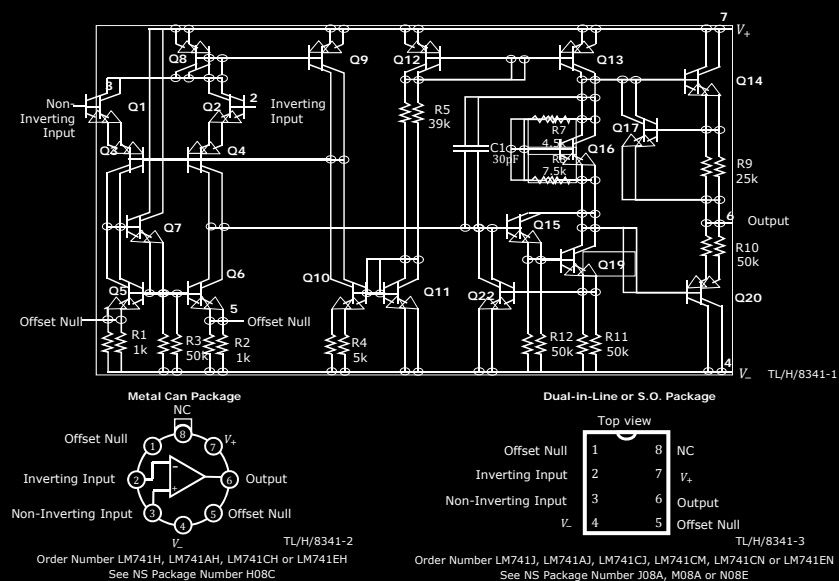 7
V+
Q8
Q9
Q12
Q13
Q14
3
Non-
Inverting
Input
Q1
Q2
2
Inverting
Input
R5
39k
C1
30pF
R7
4.5k
Q16
7.5k
Q17
R9
25k
Q3
Q4
6
Output
Q7
Q15
R10
50k
Q5
Q6
Q10
Q11
Q22
Q19
Q20
Offset Null
5
Offset Null
R1
1k
R3
50k
R2
1k
R4
5k
R12
50k
R11
50k
4
V-
TL/H/8341-1
Metal Can Package
NC
Offset Null
8
V+
1
7
Inverting Input
2
−
6
Output
Non-Inverting Input
3
+
5
Offset Null
4
V-
TL/H/8341-2
Order Number LM741H, LM741AH, LM741CH or LM741EH
See NS Package Number H08C
Dual-in-Line or S.O. Package
Top view
Offset Null
1
8
NC
Inverting Input
2
7
V+
Non-Inverting Input
3
6
Output
V-
4
5
Offset Null
TL/H/8341-3
Order Number LM741J, LM741AJ, LM741CJ, LM741CM, LM741CN or LM741EN
See NS Package Number J08A, M08A or N08E